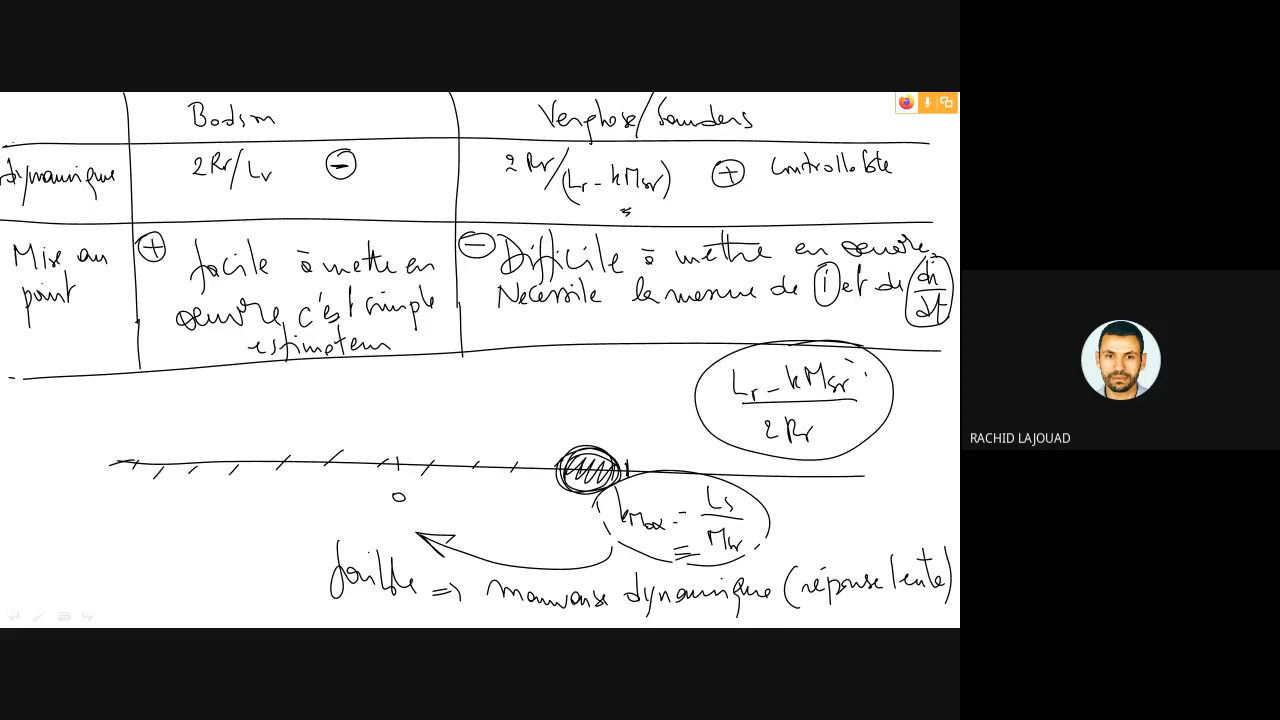 Bodson Verghese/Saunders
dynamique 2Rr/Lr - 2Rr/(Lr - kMsr) + Controllable
Mise au point
+ facile à mettre en
œuvre, c'est simple
estimateur
- Difficile à mettre en œuvre,
Necessite la mesure de i et de di/dt
Lr - kMsr
2Rr
0
kMax = Ls/Msr
faible => mauvaise dynamique (réponse lente)
RACHID LAJOUAD